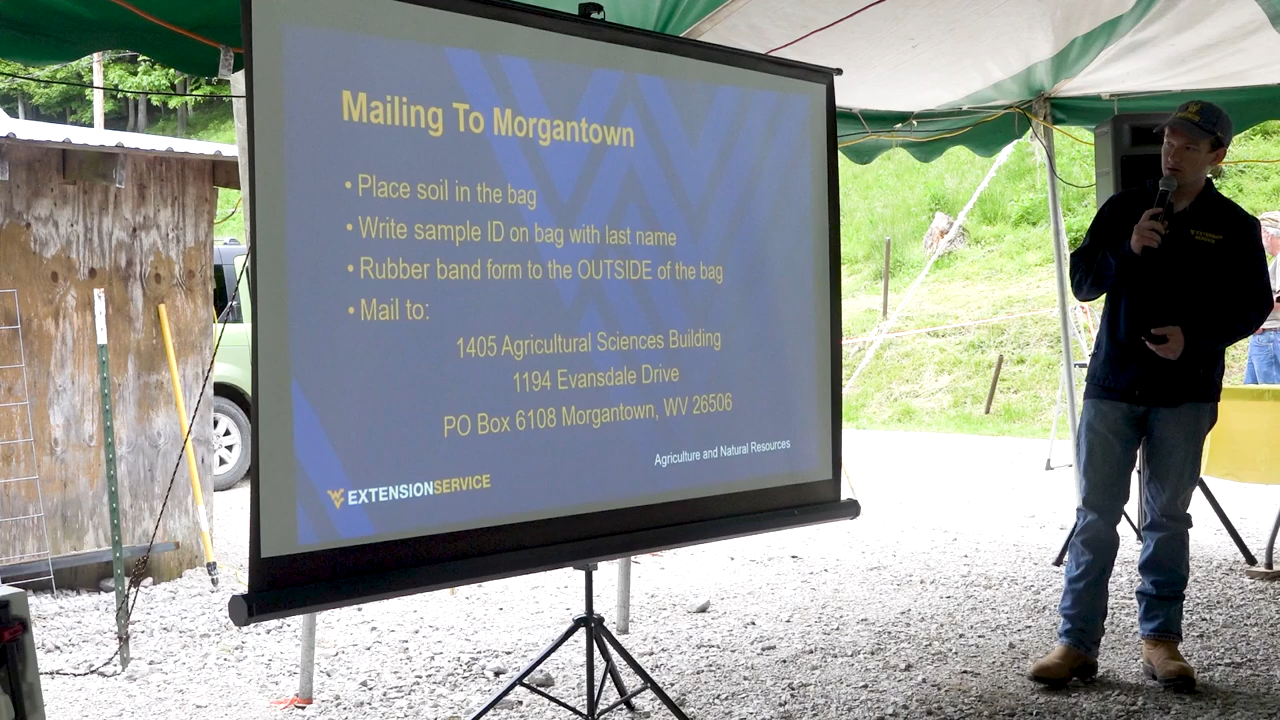 Mailing To Morgantown
• Place soil in the bag
• Write sample ID on bag with last name
• Rubber band form to the OUTSIDE of the bag
• Mail to:
1405 Agricultural Sciences Building
1194 Evansdale Drive
PO Box 6108 Morgantown, WV 26506
Agriculture and Natural Resources
EXTENSIONSERVICE
EXTENSION
SERVICE